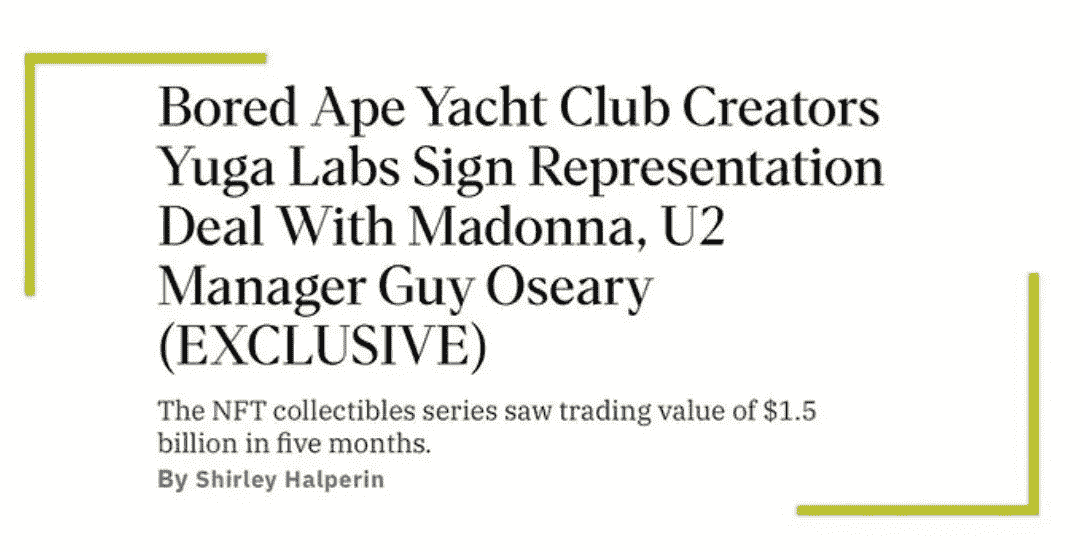 Bored Ape Yacht Club Creators
Yuga Labs Sign Representation
Deal With Madonna, U2
Manager Guy Oseary
(EXCLUSIVE)
The NFT collectibles series saw trading value of $1.5
billion in five months.
By Shirley Halperin